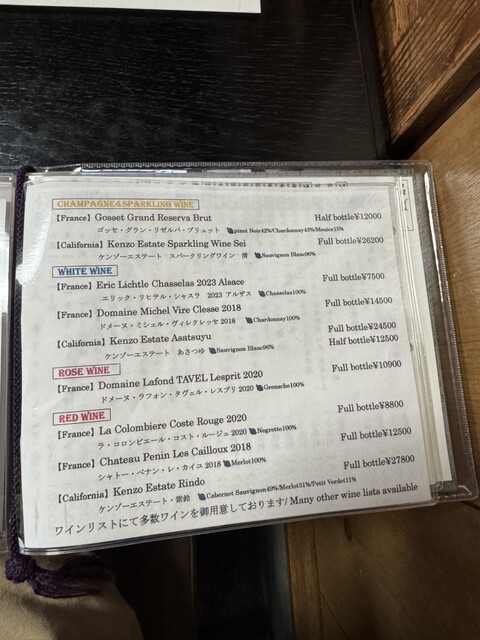 CHAMPAGNE&SPARKLING WINE
【France】Gosset Grand Reserva Brut Half bottle¥12000
ゴッセ・グラン・リゼルバ・ブリュット pinot Noir42%/Chardonnay43%/Meunier15%
【California】Kenzo Estate Sparkling Wine Sei Full bottle¥26200
ケンゾーエステート スパークリングワイン 清 Sauvignon Blanc96%
WHITE WINE
【France】Eric Lichtle Chasselas 2023 Alsace Full bottle¥7500
エリック・リヒテル・シャスラ 2023 アルザス Chasselas100%
【France】Domaine Michel Vire Clesse 2018 Full bottle¥14500
ドメーヌ・ミシェル・ヴィレクレッセ2018 Chardonnay100%
【California】Kenzo Estate Asatsuyu Full bottle¥24500
Half bottle¥12500
ケンゾーエステート あさつゆ Sauvignon Blanc96%
ROSE WINE
【France】Domaine Lafond TAVEL Lesprit 2020 Full bottle¥10900
ドメーヌ・ラフォン・タヴェル・レスプリ 2020 Grenache100%
RED WINE
【France】La Colombiere Coste Rouge 2020 Full bottle¥8800
ラ・コロンビエール・コスト・ルージュ 2020 Negrette100%
【France】Chateau Penin Les Cailloux 2018 Full bottle¥12500
シャトー・ペナン・レ・カイユ 2018 Merlot100%
【California】Kenzo Estate Rindo Full bottle¥27800
ケンゾーエステート・紫鈴 Cabernet Sauvignon49%/Merlot31%/Petit Verdot11%
ワインリストにて多数ワインを御用意しております/ Many other wine lists available